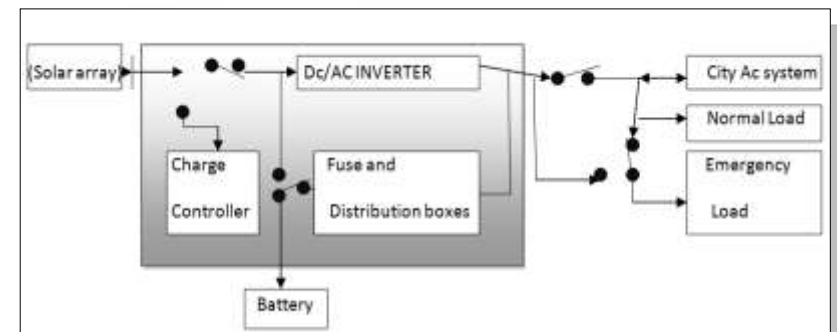 (Solar array)
Dc/AC INVERTER
City Ac system
Normal Load
Charge
Controller
Fuse and
Distribution boxes
Emergency
Load
Battery